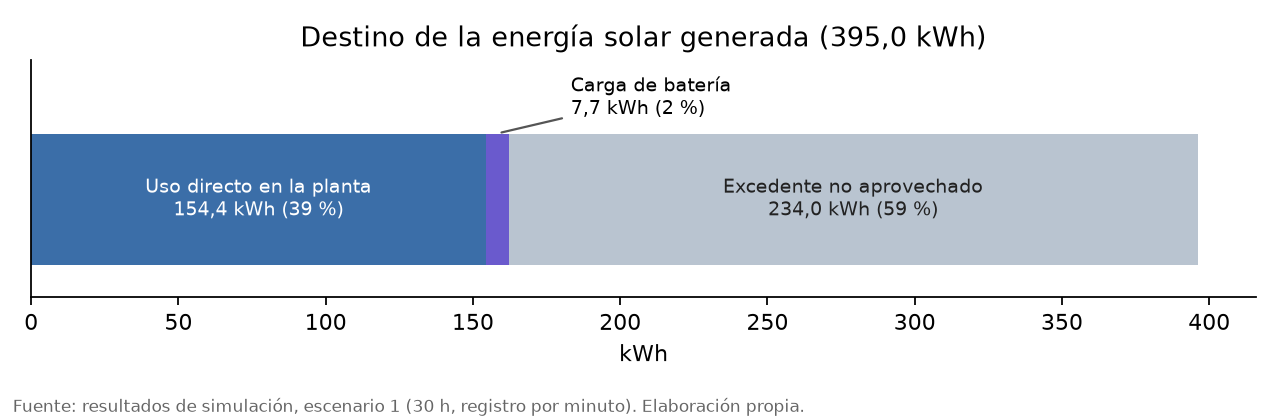 Destino de la energía solar generada (395,0 kWh)
Carga de batería
7,7 kWh (2 %)
Uso directo en la planta
154,4 kWh (39 %)
Excedente no aprovechado
234,0 kWh (59 %)
0 50 100 150 200 250 300 350 400
kWh
Fuente: resultados de simulación, escenario 1 (30 h, registro por minuto). Elaboración propia.